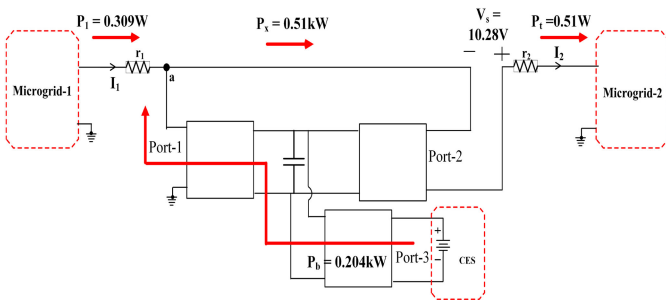 P1 = 0.309W
Px = 0.51kW
Vs =
10.28V
Pt = 0.51W
r1
I1
a
− +
r2
I2
Microgrid-1
Microgrid-2
Port-1
Port-2
Pb = 0.204kW
Port-3
+
−
CES